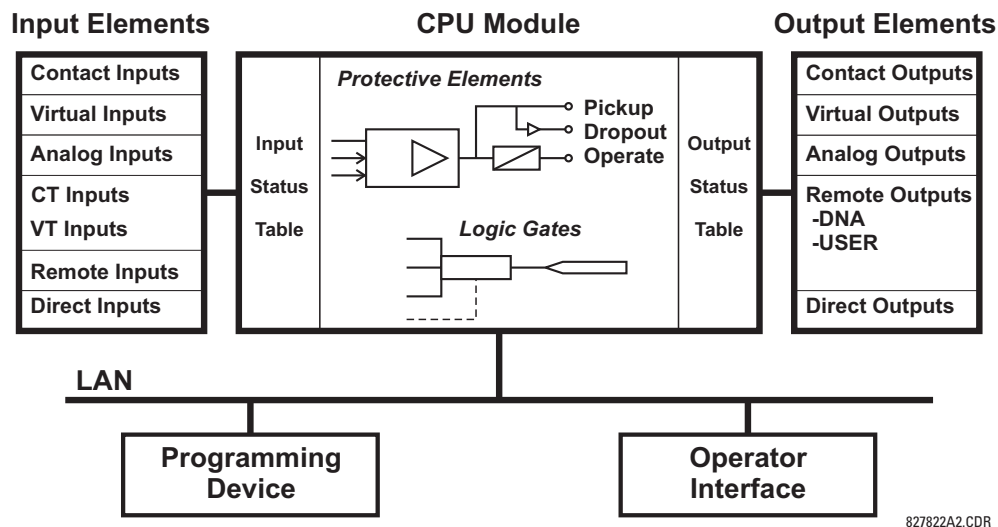 Input Elements
CPU Module
Output Elements
Contact Inputs
Virtual Inputs
Analog Inputs
CT Inputs
VT Inputs
Remote Inputs
Direct Inputs
Input
Status
Table
Protective Elements
Pickup
Dropout
Operate
Logic Gates
Output
Status
Table
Contact Outputs
Virtual Outputs
Analog Outputs
Remote Outputs
-DNA
-USER
Direct Outputs
LAN
Programming
Device
Operator
Interface
827822A2.CDR